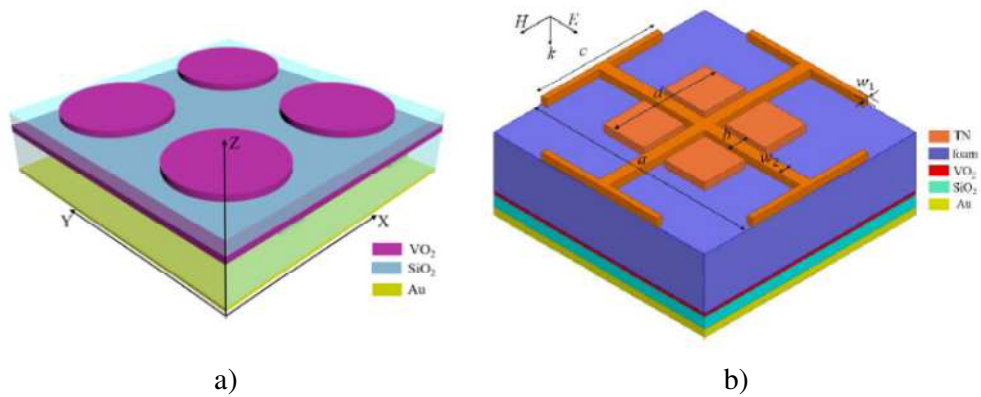 Z
Y
X
VO₂
SiO₂
Au
a)
H
E
k
c
d
a
b
w₂
w₁
TN
foam
VO₂
SiO₂
Au
b)